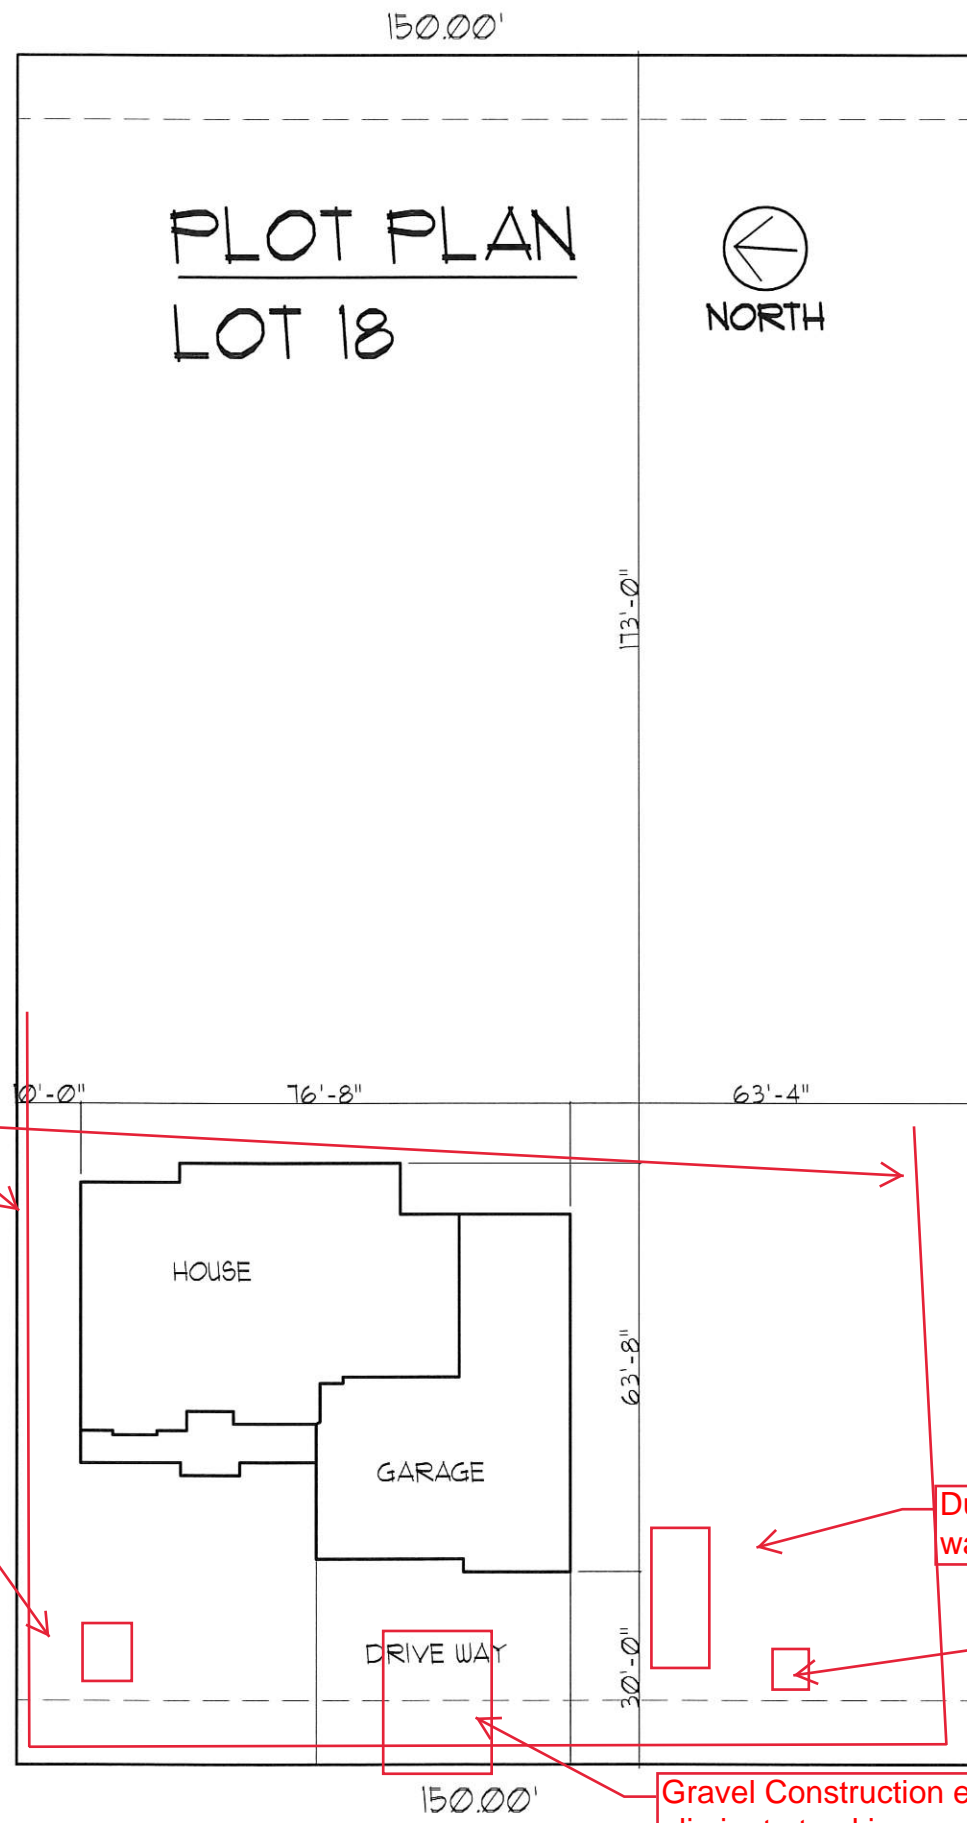 150.00'
PLOT PLAN
LOT 18
NORTH
173'-0"
10'-0"
76'-8"
63'-4"
HOUSE
63'-8"
GARAGE
DRIVE WAY
30'-0"
150.00'
Gravel Construction